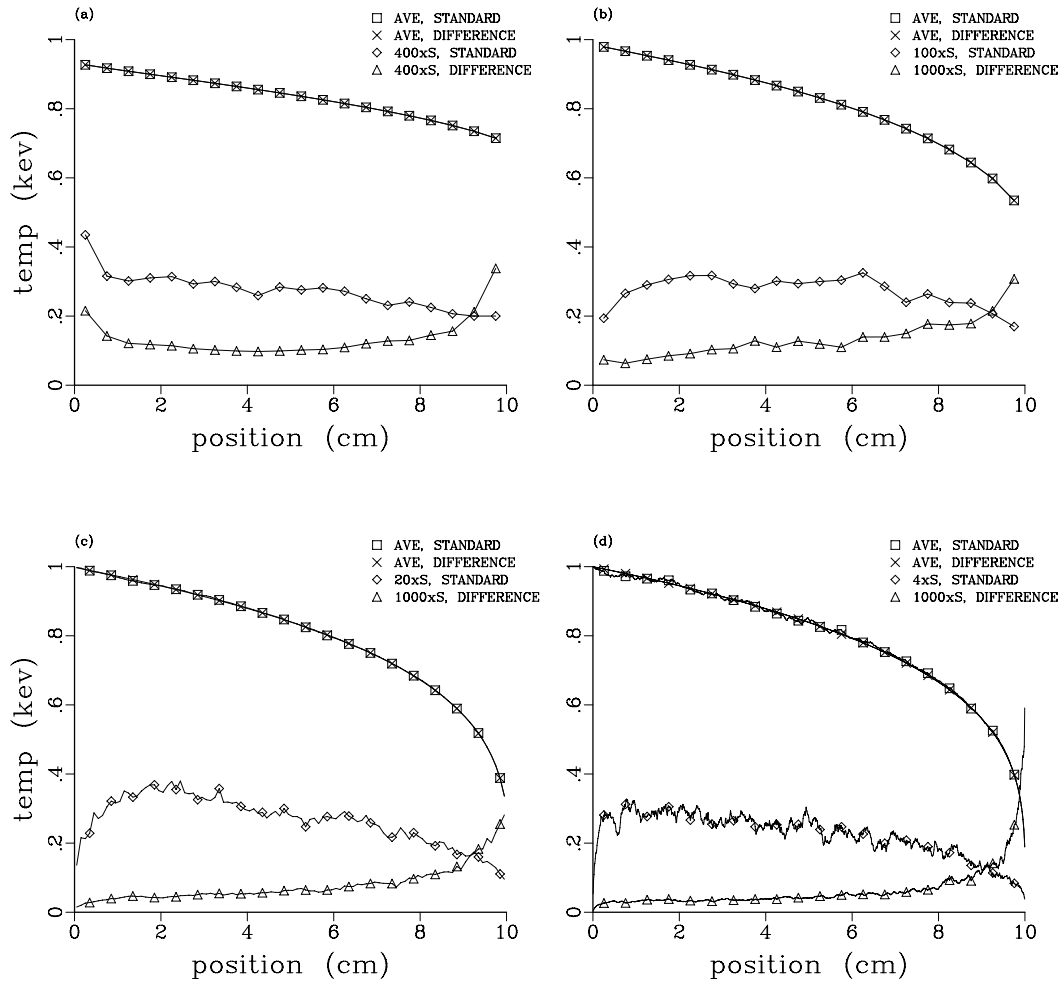 (a)
AVE, STANDARD
AVE, DIFFERENCE
400xS, STANDARD
400xS, DIFFERENCE
temp (kev)
1
.8
.6
.4
.2
0
0 2 4 6 8 10
position (cm)
(b)
AVE, STANDARD
AVE, DIFFERENCE
100xS, STANDARD
1000xS, DIFFERENCE
1
.8
.6
.4
.2
0
0 2 4 6 8 10
position (cm)
(c)
AVE, STANDARD
AVE, DIFFERENCE
20xS, STANDARD
1000xS, DIFFERENCE
temp (kev)
1
.8
.6
.4
.2
0
0 2 4 6 8 10
position (cm)
(d)
AVE, STANDARD
AVE, DIFFERENCE
4xS, STANDARD
1000xS, DIFFERENCE
1
.8
.6
.4
.2
0
0 2 4 6 8 10
position (cm)